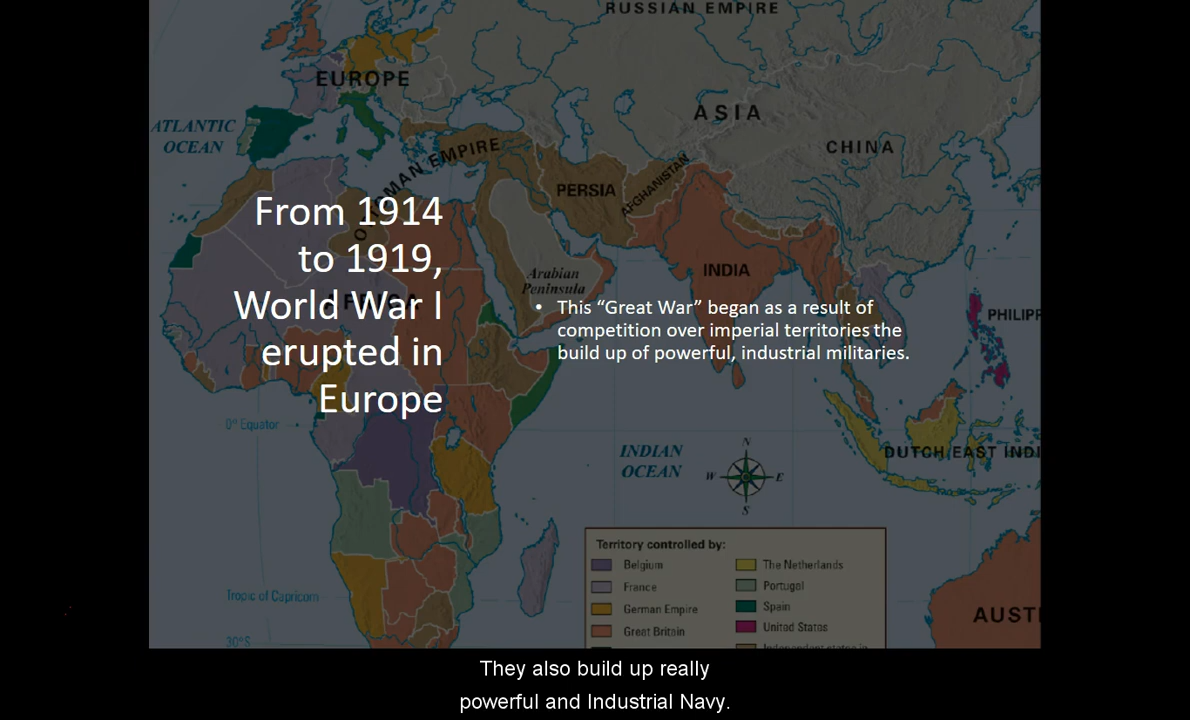 RUSSIAN EMPIRE
EUROPE
ATLANTIC
OCEAN
ASIA
CHINA
OTTOMAN EMPIRE
PERSIA
AFGHANISTAN
From 1914
to 1919,
World War I
erupted in
Europe
AFRICA
INDIA
Arabian
Peninsula
• This “Great War” began as a result of
competition over imperial territories the
build up of powerful, industrial militaries.
PHILIPP
0° Equator
INDIAN
OCEAN
N
W
E
S
DUTCH EAST INDI
Territory controlled by:
Belgium
France
German Empire
Great Britain
The Netherlands
Portugal
Spain
United States
Independent states in
Tropic of Capricorn
30°S
AUST
They also build up really
powerful and Industrial Navy.